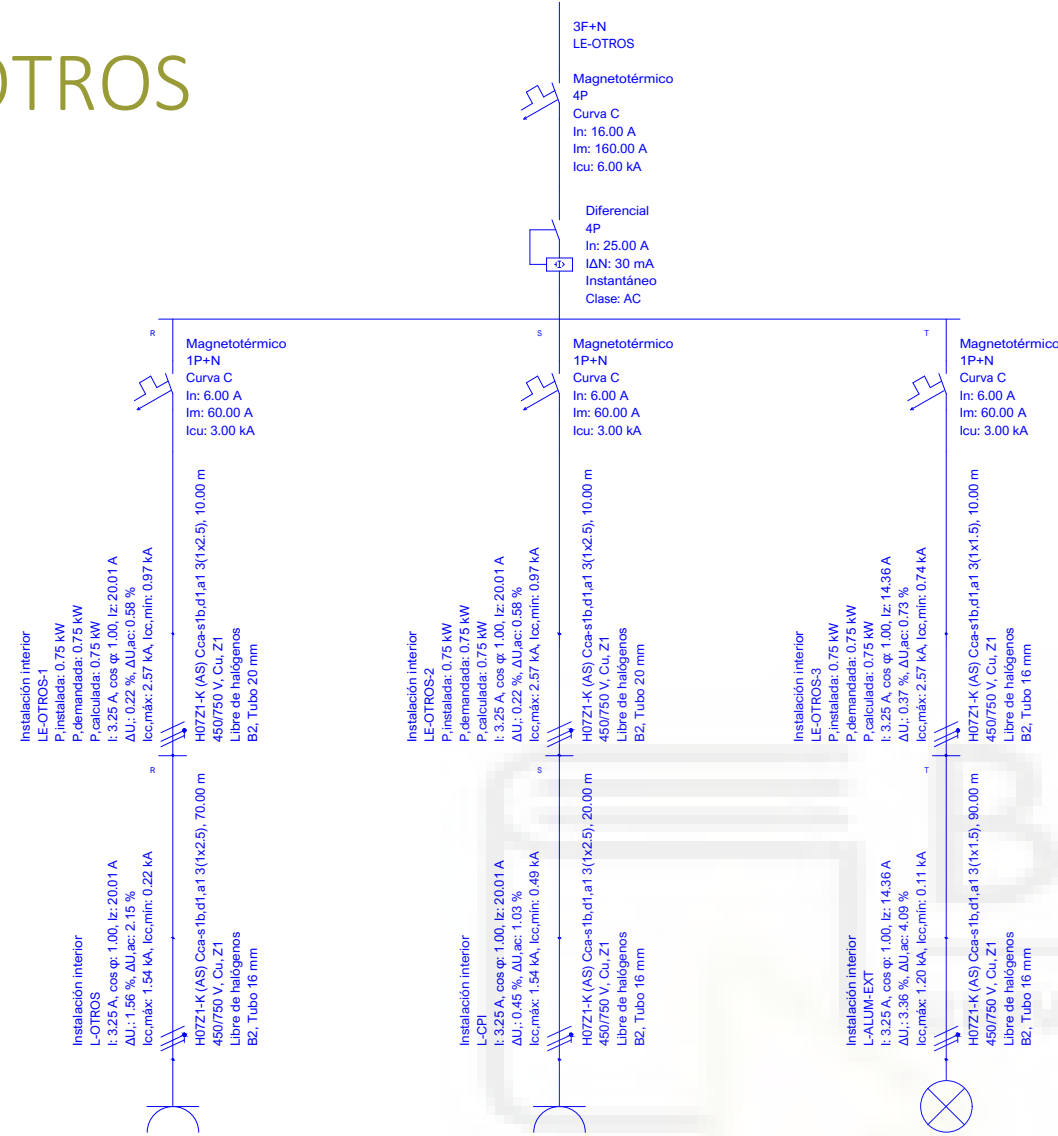 OTROS
3F+N
LE-OTROS
Magnetotérmico
4P
Curva C
In: 16.00 A
Im: 160.00 A
Icu: 6.00 kA
Diferencial
4P
In: 25.00 A
IΔN: 30 mA
Instantáneo
Clase: AC
R
Magnetotérmico
1P+N
Curva C
In: 6.00 A
Im: 60.00 A
Icu: 3.00 kA
S
Magnetotérmico
1P+N
Curva C
In: 6.00 A
Im: 60.00 A
Icu: 3.00 kA
T
Magnetotérmico
1P+N
Curva C
In: 6.00 A
Im: 60.00 A
Icu: 3.00 kA
Instalación interior
LE-OTROS-1
P,instalada: 0.75 kW
P,demandada: 0.75 kW
P,calculada: 0.75 kW
I: 3.25 A, cos φ: 1.00, Iz: 20.01 A
ΔU,: 0.22 %, ΔU,ac: 0.58 %
Icc,máx: 2.57 kA, Icc,mín: 0.97 kA
H07Z1-K (AS) Cca-s1b,d1,a1 3(1x2.5), 10.00 m
450/750 V, Cu, Z1
Libre de halógenos
B2, Tubo 20 mm
Instalación interior
LE-OTROS-2
P,instalada: 0.75 kW
P,demandada: 0.75 kW
P,calculada: 0.75 kW
I: 3.25 A, cos φ: 1.00, Iz: 20.01 A
ΔU,: 0.22 %, ΔU,ac: 0.58 %
Icc,máx: 2.57 kA, Icc,mín: 0.97 kA
H07Z1-K (AS) Cca-s1b,d1,a1 3(1x2.5), 10.00 m
450/750 V, Cu, Z1
Libre de halógenos
B2, Tubo 20 mm
Instalación interior
LE-OTROS-3
P,instalada: 0.75 kW
P,demandada: 0.75 kW
P,calculada: 0.75 kW
I: 3.25 A, cos φ: 1.00, Iz: 14.36 A
ΔU,: 0.37 %, ΔU,ac: 0.73 %
Icc,máx: 2.57 kA, Icc,mín: 0.74 kA
H07Z1-K (AS) Cca-s1b,d1,a1 3(1x1.5), 10.00 m
450/750 V, Cu, Z1
Libre de halógenos
B2, Tubo 16 mm
R
Instalación interior
L-OTROS
I: 3.25 A, cos φ: 1.00, Iz: 20.01 A
ΔU,: 1.56 %, ΔU,ac: 2.15 %
Icc,máx: 1.54 kA, Icc,mín: 0.22 kA
H07Z1-K (AS) Cca-s1b,d1,a1 3(1x2.5), 70.00 m
450/750 V, Cu, Z1
Libre de halógenos
B2, Tubo 16 mm
S
Instalación interior
L-CPI
I: 3.25 A, cos φ: 1.00, Iz: 20.01 A
ΔU,: 0.45 %, ΔU,ac: 1.03 %
Icc,máx: 1.54 kA, Icc,mín: 0.49 kA
H07Z1-K (AS) Cca-s1b,d1,a1 3(1x2.5), 20.00 m
450/750 V, Cu, Z1
Libre de halógenos
B2, Tubo 16 mm
T
Instalación interior
L-ALUM-EXT
I: 3.25 A, cos φ: 1.00, Iz: 14.36 A
ΔU,: 3.36 %, ΔU,ac: 4.09 %
Icc,máx: 1.20 kA, Icc,mín: 0.11 kA
H07Z1-K (AS) Cca-s1b,d1,a1 3(1x1.5), 90.00 m
450/750 V, Cu, Z1
Libre de halógenos
B2, Tubo 16 mm